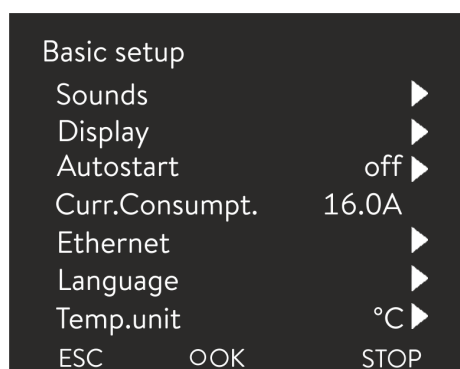 Basic setup
Sounds
Display
Autostart off
Curr.Consumpt. 16.0A
Ethernet
Language
Temp.unit °C
ESC OOK STOP